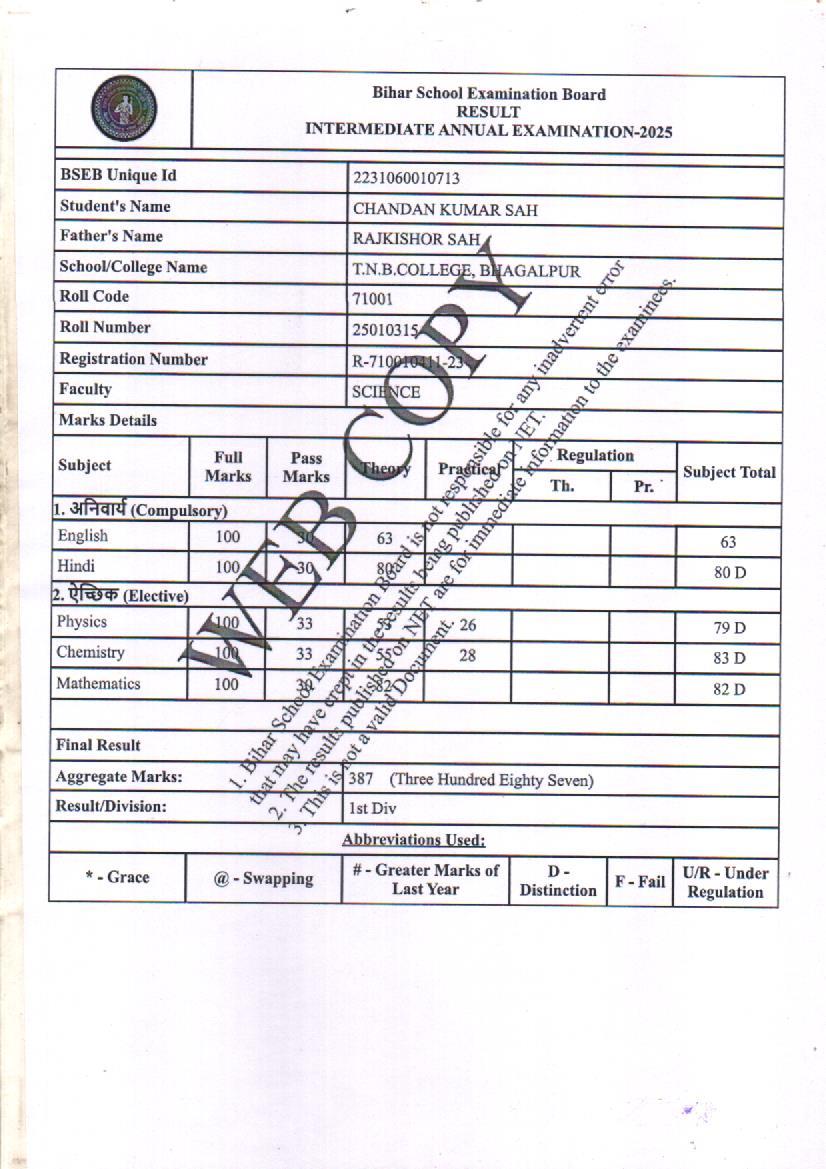 Bihar School Examination Board
RESULT
INTERMEDIATE ANNUAL EXAMINATION-2025
BSEB Unique Id 2231060010713
Student's Name CHANDAN KUMAR SAH
Father's Name RAJKISHOR SAH
School/College Name T.N.B.COLLEGE, BHAGALPUR
Roll Code 71001
Roll Number 25010315
Registration Number R-710010411-23
Faculty SCIENCE
Marks Details
Subject Full Marks Pass Marks Theory Practical Regulation Th. Pr. Subject Total
1. अनिवार्य (Compulsory)
English 100 30 63 63
Hindi 100 30 80 80 D
2. ऐच्छिक (Elective)
Physics 100 33 26 79 D
Chemistry 100 33 55 28 83 D
Mathematics 100 82 82 D
Final Result
Aggregate Marks: 387 (Three Hundred Eighty Seven)
Result/Division: 1st Div
Abbreviations Used:
* - Grace @ - Swapping # - Greater Marks of Last Year D - Distinction F - Fail U/R - Under Regulation
WEB COPY
1. Bihar School Examination Board is not responsible for any inadvertent error
that may have crept in the results being published on NET.
2. The results published on NET are for immediate information to the examinees.
3. This is not a valid Document.